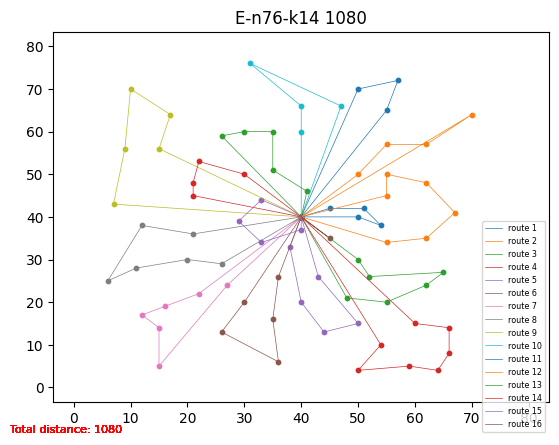 E-n76-k14 1080
80
70
60
50
40
30
20
10
0
route 1
route 2
route 3
route 4
route 5
route 6
route 7
route 8
route 9
route 10
route 11
route 12
route 13
route 14
route 15
route 16
0 10 20 30 40 50 60 70 80
Total distance: 1080